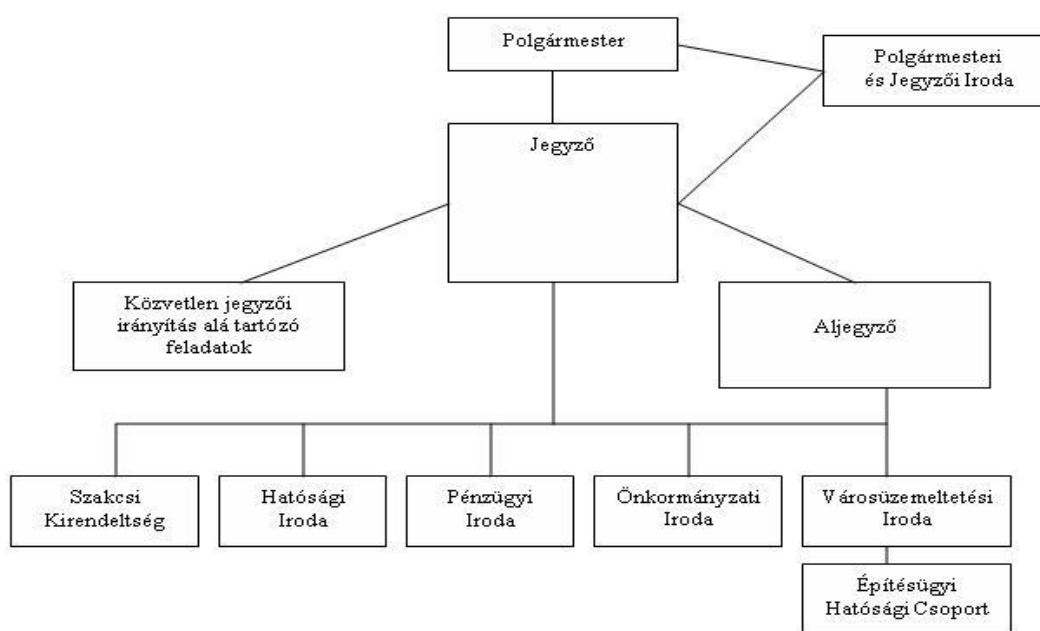 Polgármester
Polgármesteri
és Jegyzői Iroda
Jegyző
Közvetlen jegyzői
irányítás alá tartózó
feladatok
Aljegyző
Szakcsi
Kirendeltség
Hatósági
Iroda
Pénzügyi
Iroda
Önkormányzati
Iroda
Városüzemeltetési
Iroda
Építésügyi
Hatósági Csoport